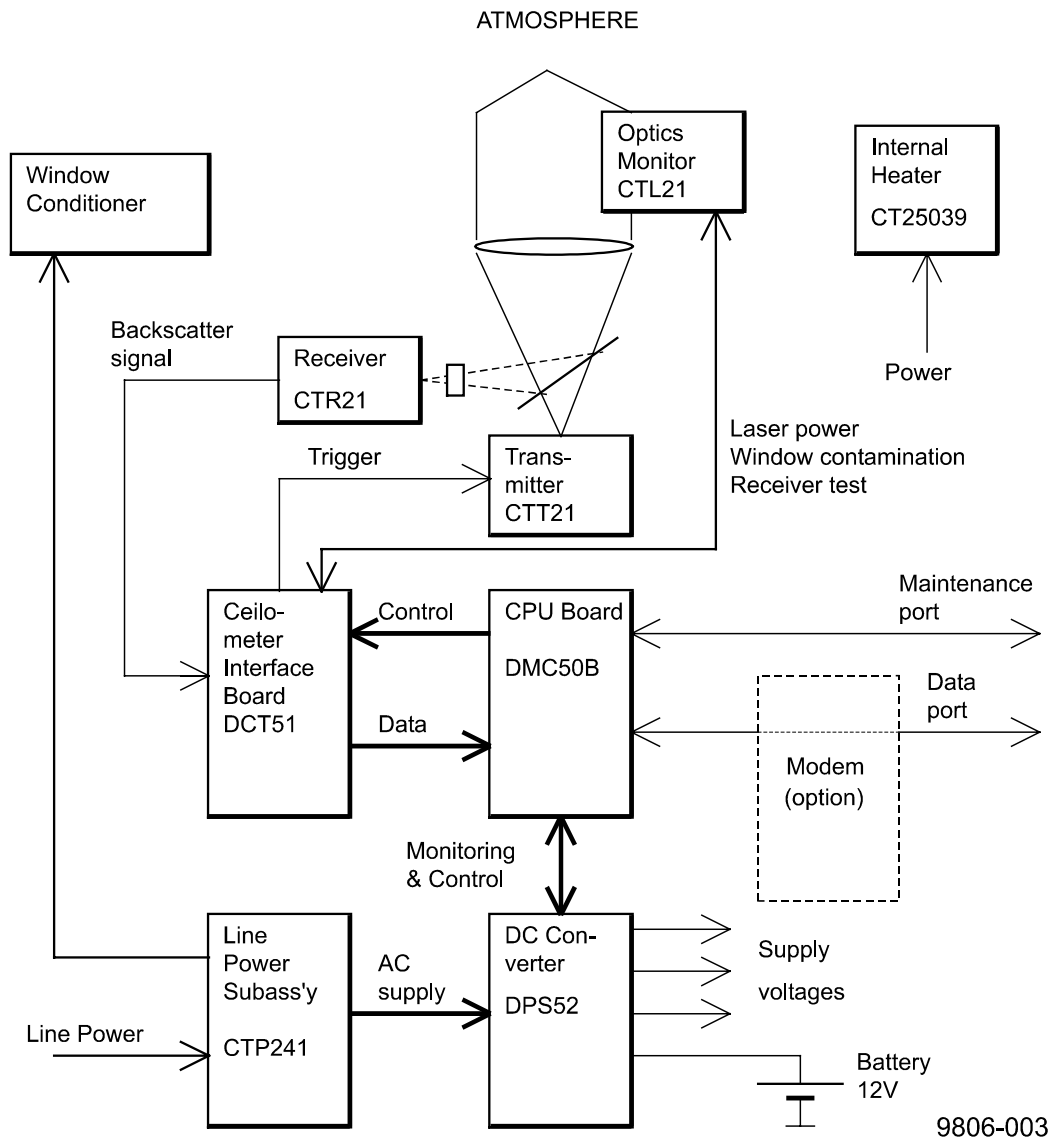 ATMOSPHERE
Optics
Monitor
CTL21
Internal
Heater
CT25039
Window
Conditioner
Backscatter
signal
Receiver
CTR21
Power
Laser power
Window contamination
Receiver test
Trigger
Trans-
mitter
CTT21
Ceilo-
meter
Interface
Board
DCT51
Control
Data
CPU Board
DMC50B
Maintenance
port
Data
port
Modem
(option)
Monitoring
& Control
Line
Power
Subass'y
CTP241
AC
supply
DC Con-
verter
DPS52
Supply
voltages
Line Power
Battery
12V
9806-003